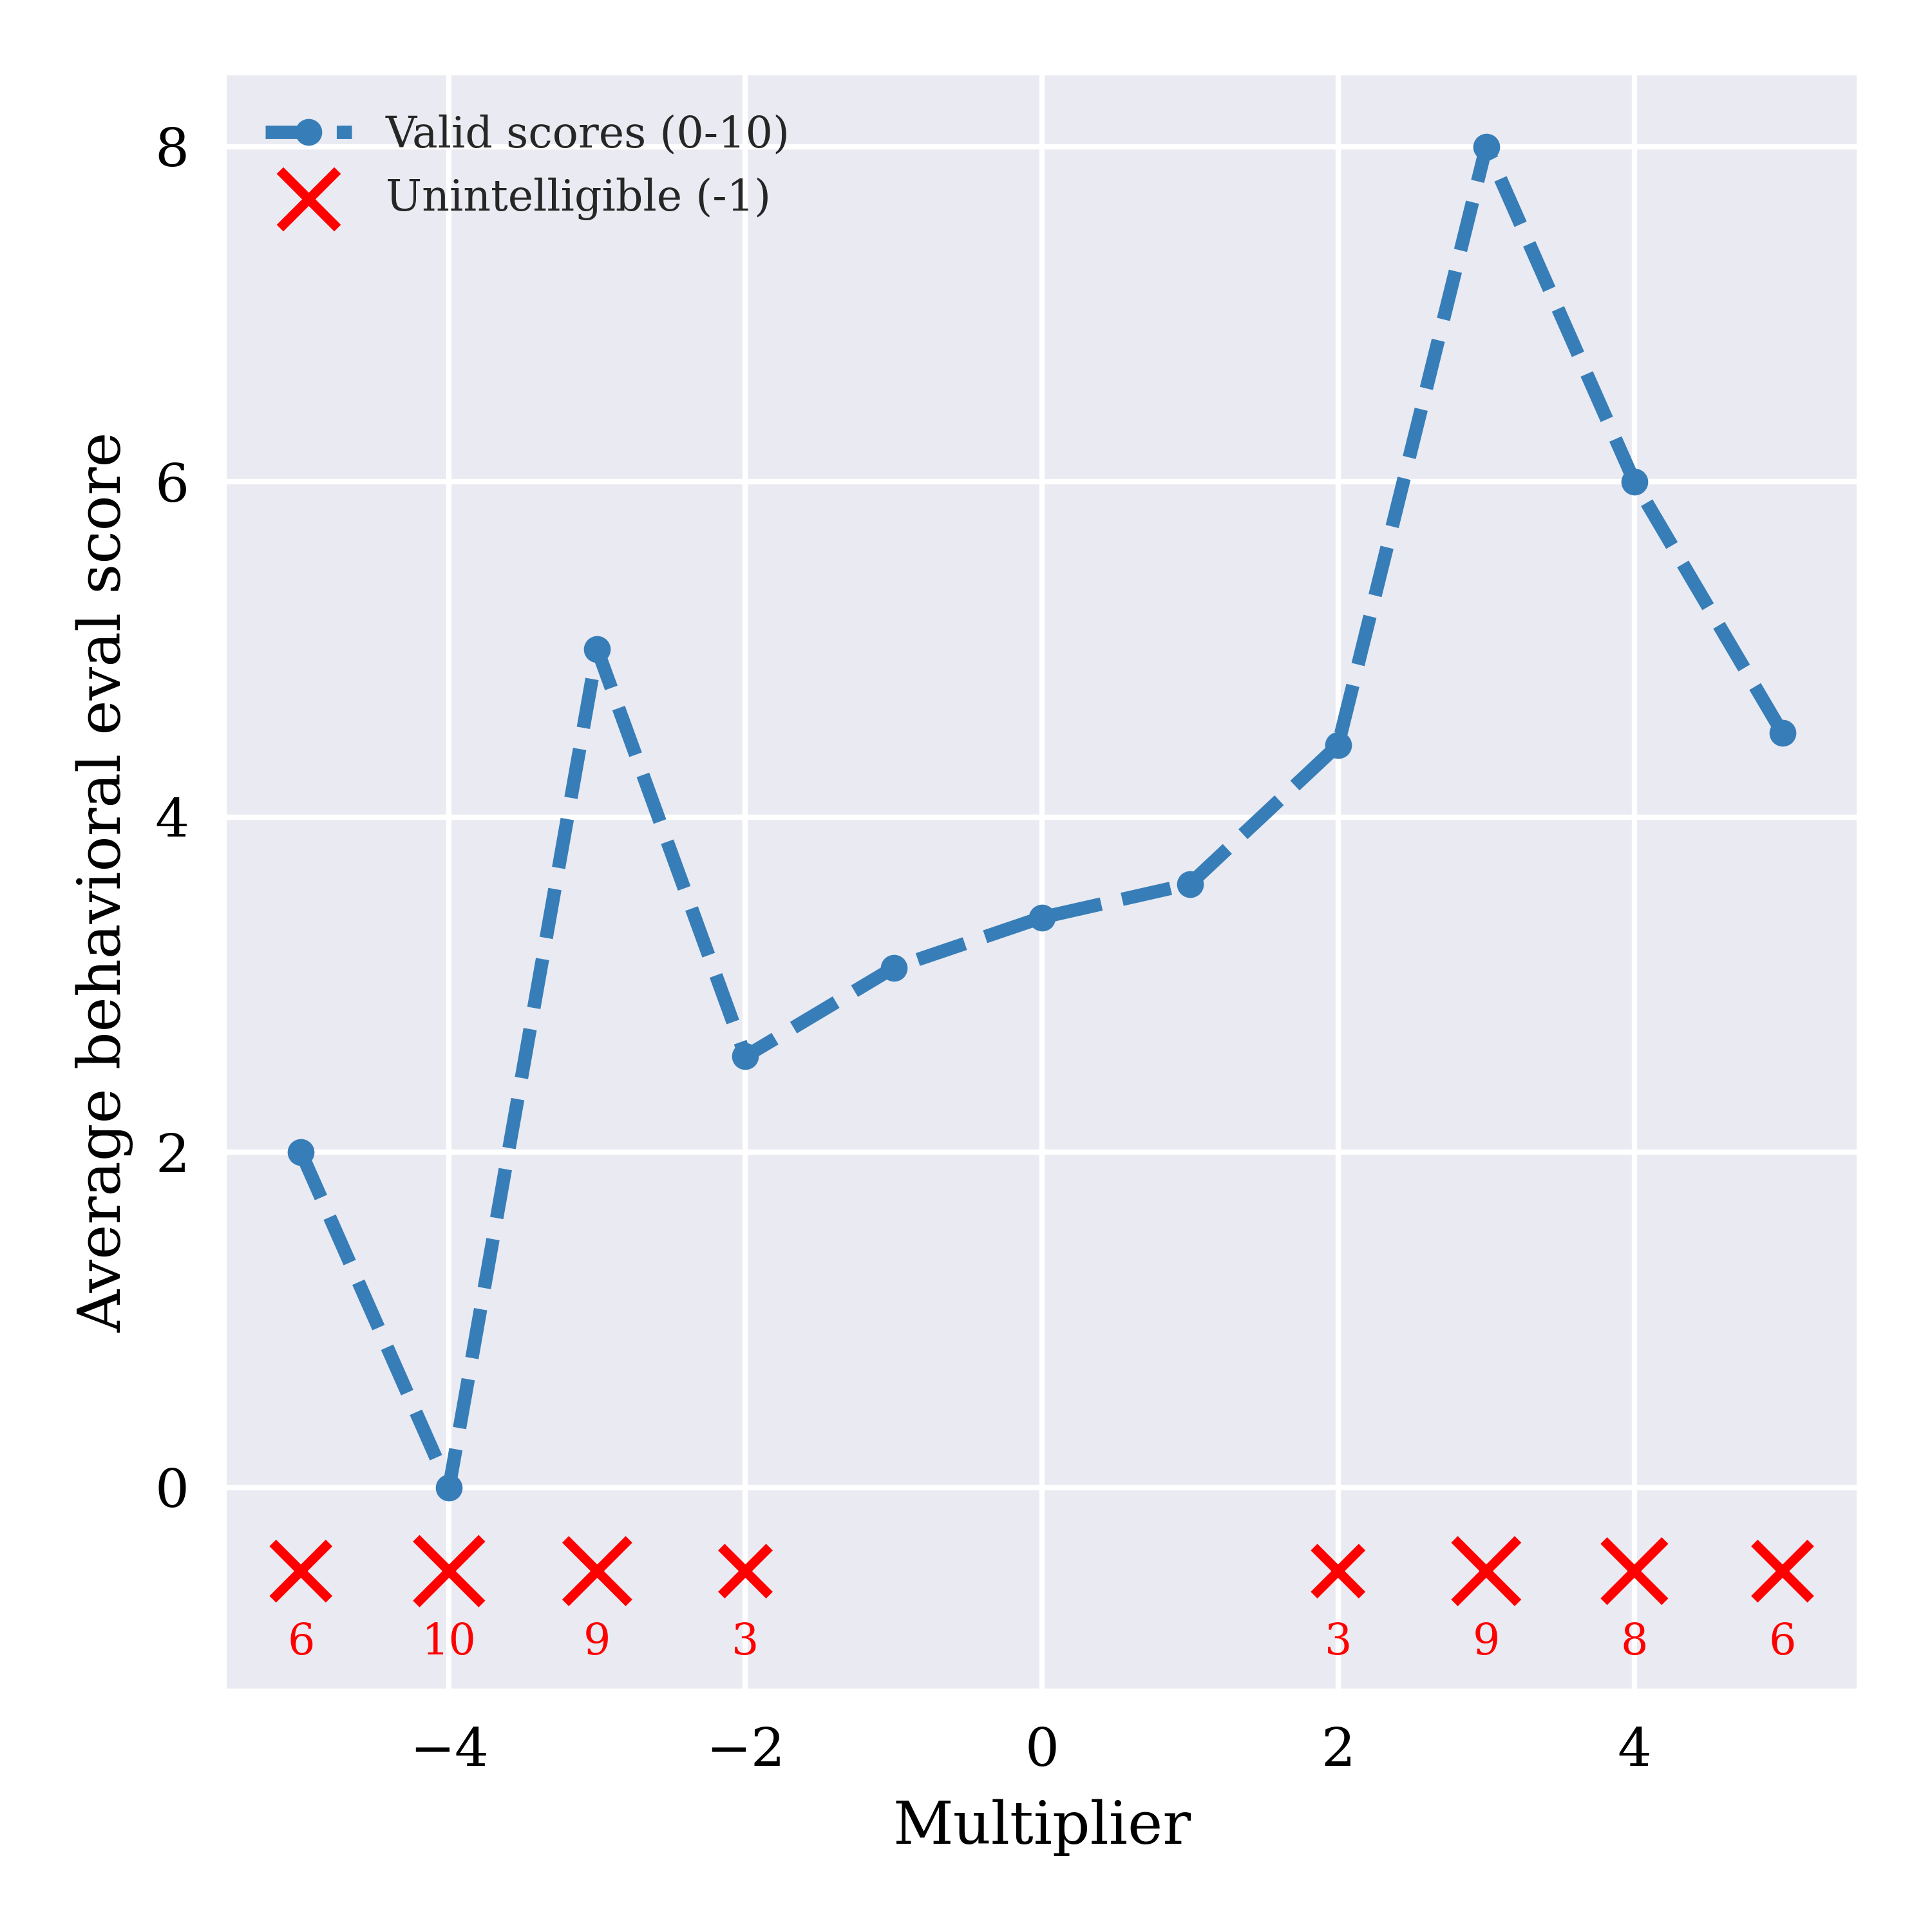 Valid scores (0-10)
Unintelligible (-1)
8
6
4
2
0
Average behavioral eval score
6 10 9 3 3 9 8 6
−4 −2 0 2 4
Multiplier